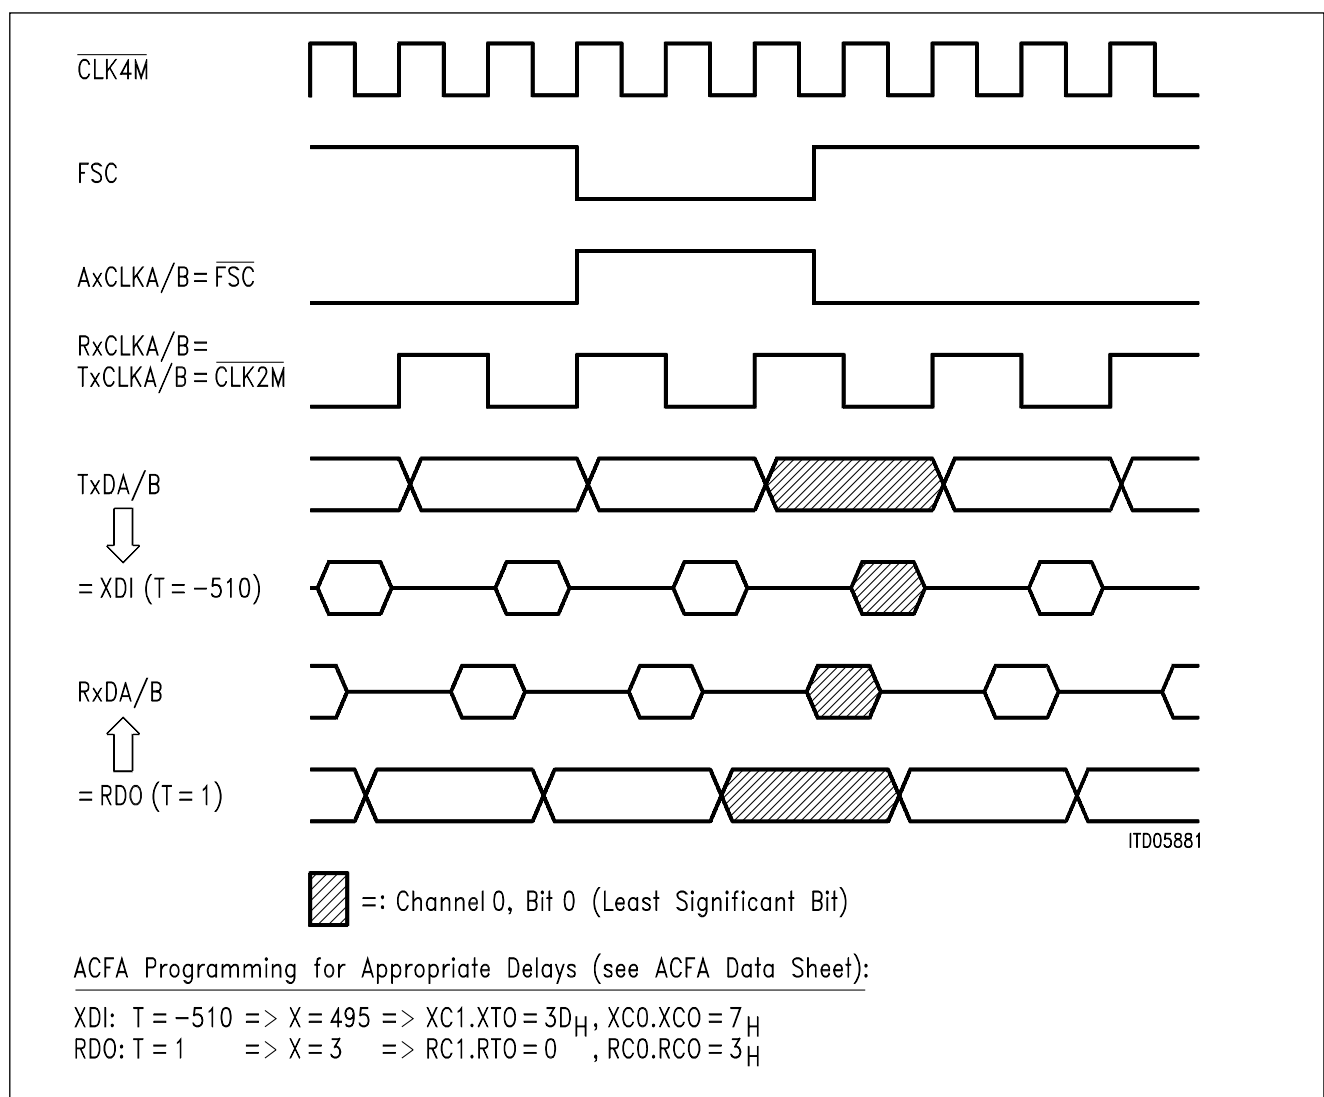 CLK4M
FSC
AxCLKA/B = FSC
RxCLKA/B =
TxCLKA/B = CLK2M
TxDA/B
= XDI (T = -510)
RxDA/B
= RDO (T = 1)
ITD05881
=: Channel 0, Bit 0 (Least Significant Bit)
ACFA Programming for Appropriate Delays (see ACFA Data Sheet):
XDI: T = -510 => X = 495 => XC1.XTO = 3DH, XC0.XCO = 7H
RDO: T = 1 => X = 3 => RC1.RTO = 0 , RC0.RCO = 3H